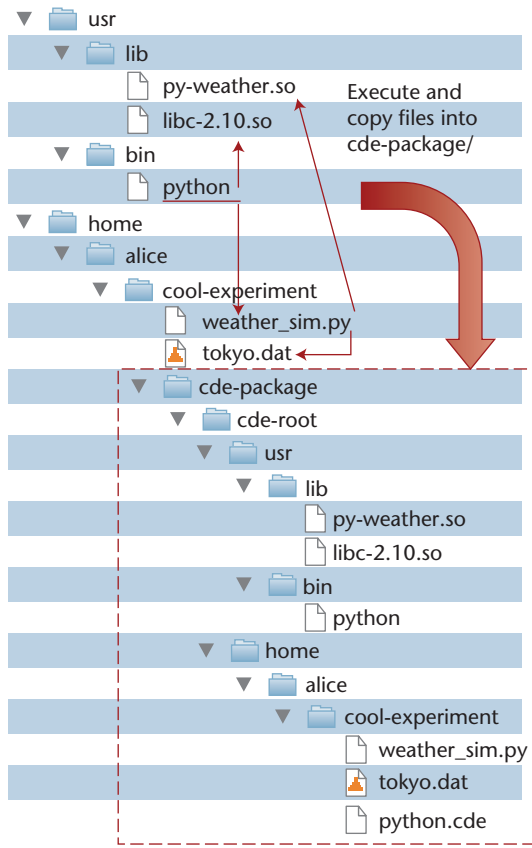 usr
lib
py-weather.so
libc-2.10.so
bin
python
Execute and
copy files into
cde-package/
home
alice
cool-experiment
weather_sim.py
tokyo.dat
cde-package
cde-root
usr
lib
py-weather.so
libc-2.10.so
bin
python
home
alice
cool-experiment
weather_sim.py
tokyo.dat
python.cde